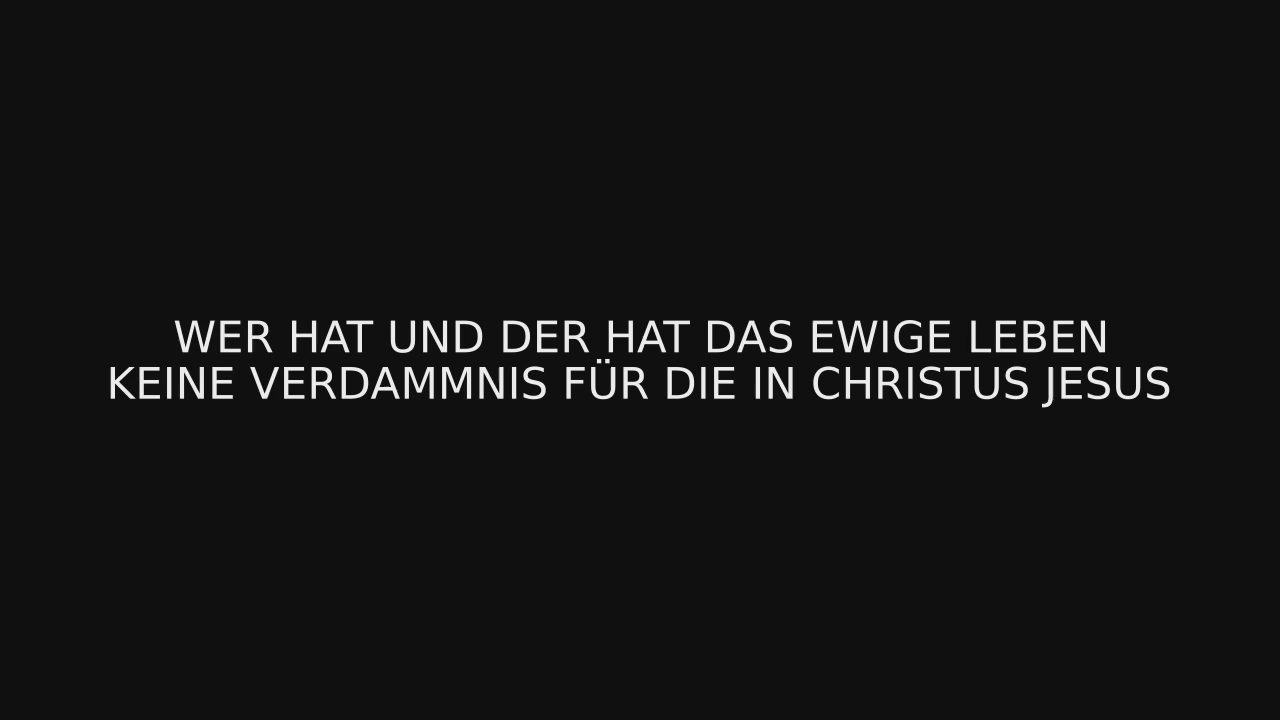 WER HAT UND DER HAT DAS EWIGE LEBEN
KEINE VERDAMMNIS FÜR DIE IN CHRISTUS JESUS